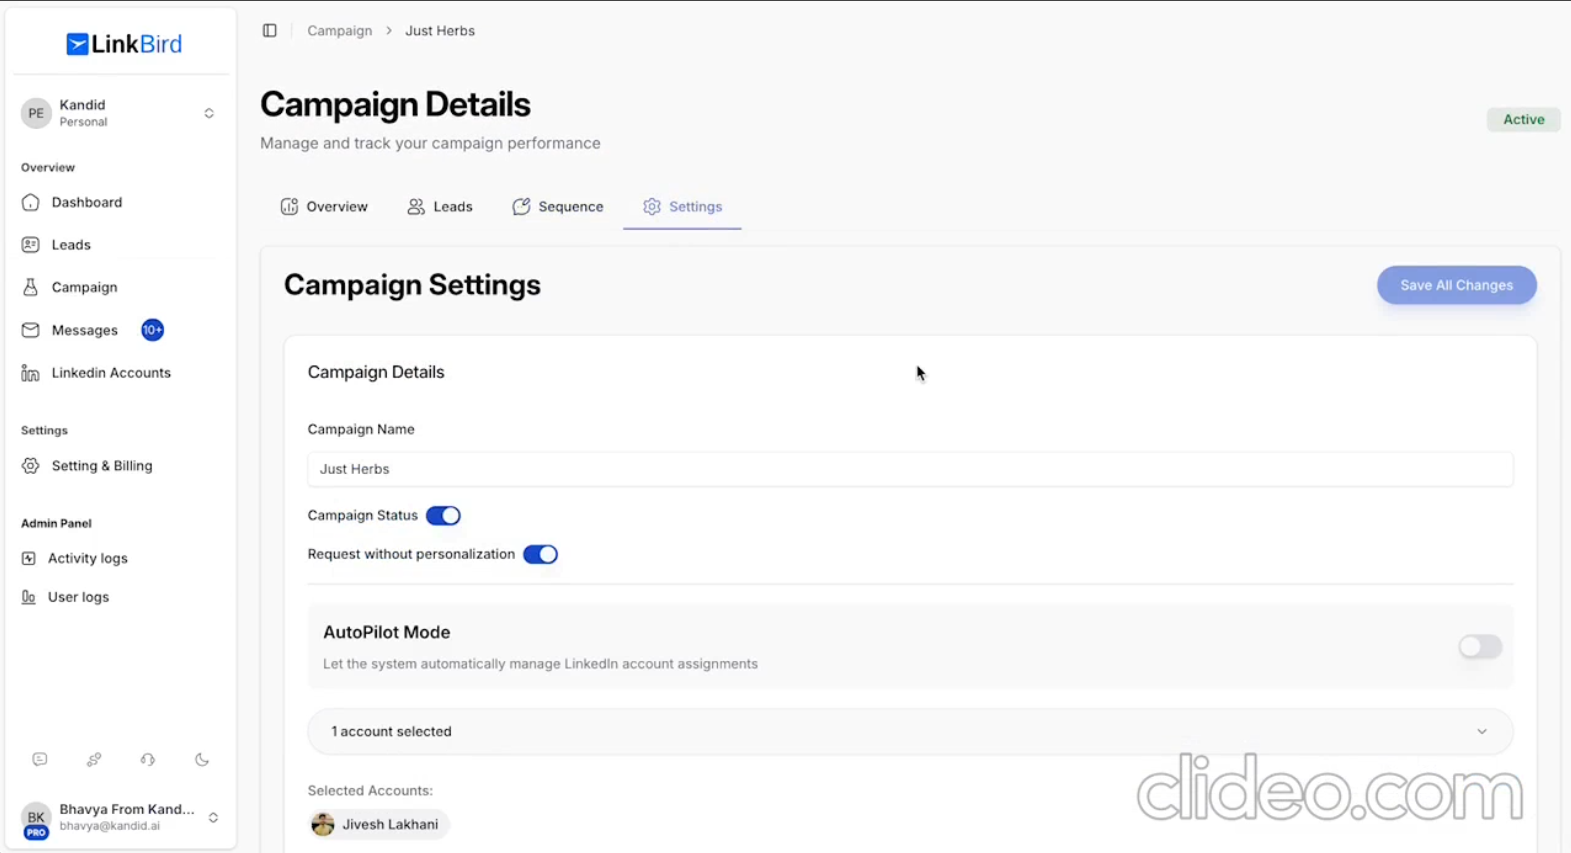 LinkBird
PE
Kandid
Personal
Overview
Dashboard
Leads
Campaign
Messages 10+
Linkedin Accounts
Settings
Setting & Billing
Admin Panel
Activity logs
User logs
BK
PRO
Bhavya From Kand...
bhavya@kandid.ai
Campaign > Just Herbs
Campaign Details
Manage and track your campaign performance
Active
Overview Leads Sequence Settings
Campaign Settings
Save All Changes
Campaign Details
Campaign Name
Just Herbs
Campaign Status
Request without personalization
AutoPilot Mode
Let the system automatically manage LinkedIn account assignments
1 account selected
Selected Accounts:
Jivesh Lakhani
clideo.com